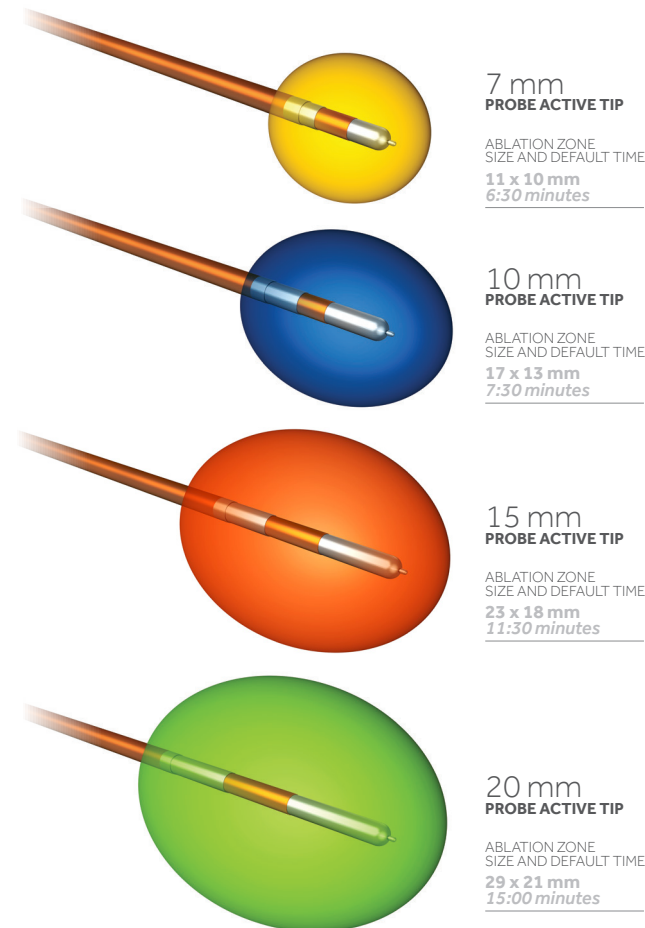 7 mm
PROBE ACTIVE TIP
ABLATION ZONE
SIZE AND DEFAULT TIME
11 x 10 mm
6:30 minutes
10 mm
PROBE ACTIVE TIP
ABLATION ZONE
SIZE AND DEFAULT TIME
17 x 13 mm
7:30 minutes
15 mm
PROBE ACTIVE TIP
ABLATION ZONE
SIZE AND DEFAULT TIME
23 x 18 mm
11:30 minutes
20 mm
PROBE ACTIVE TIP
ABLATION ZONE
SIZE AND DEFAULT TIME
29 x 21 mm
15:00 minutes